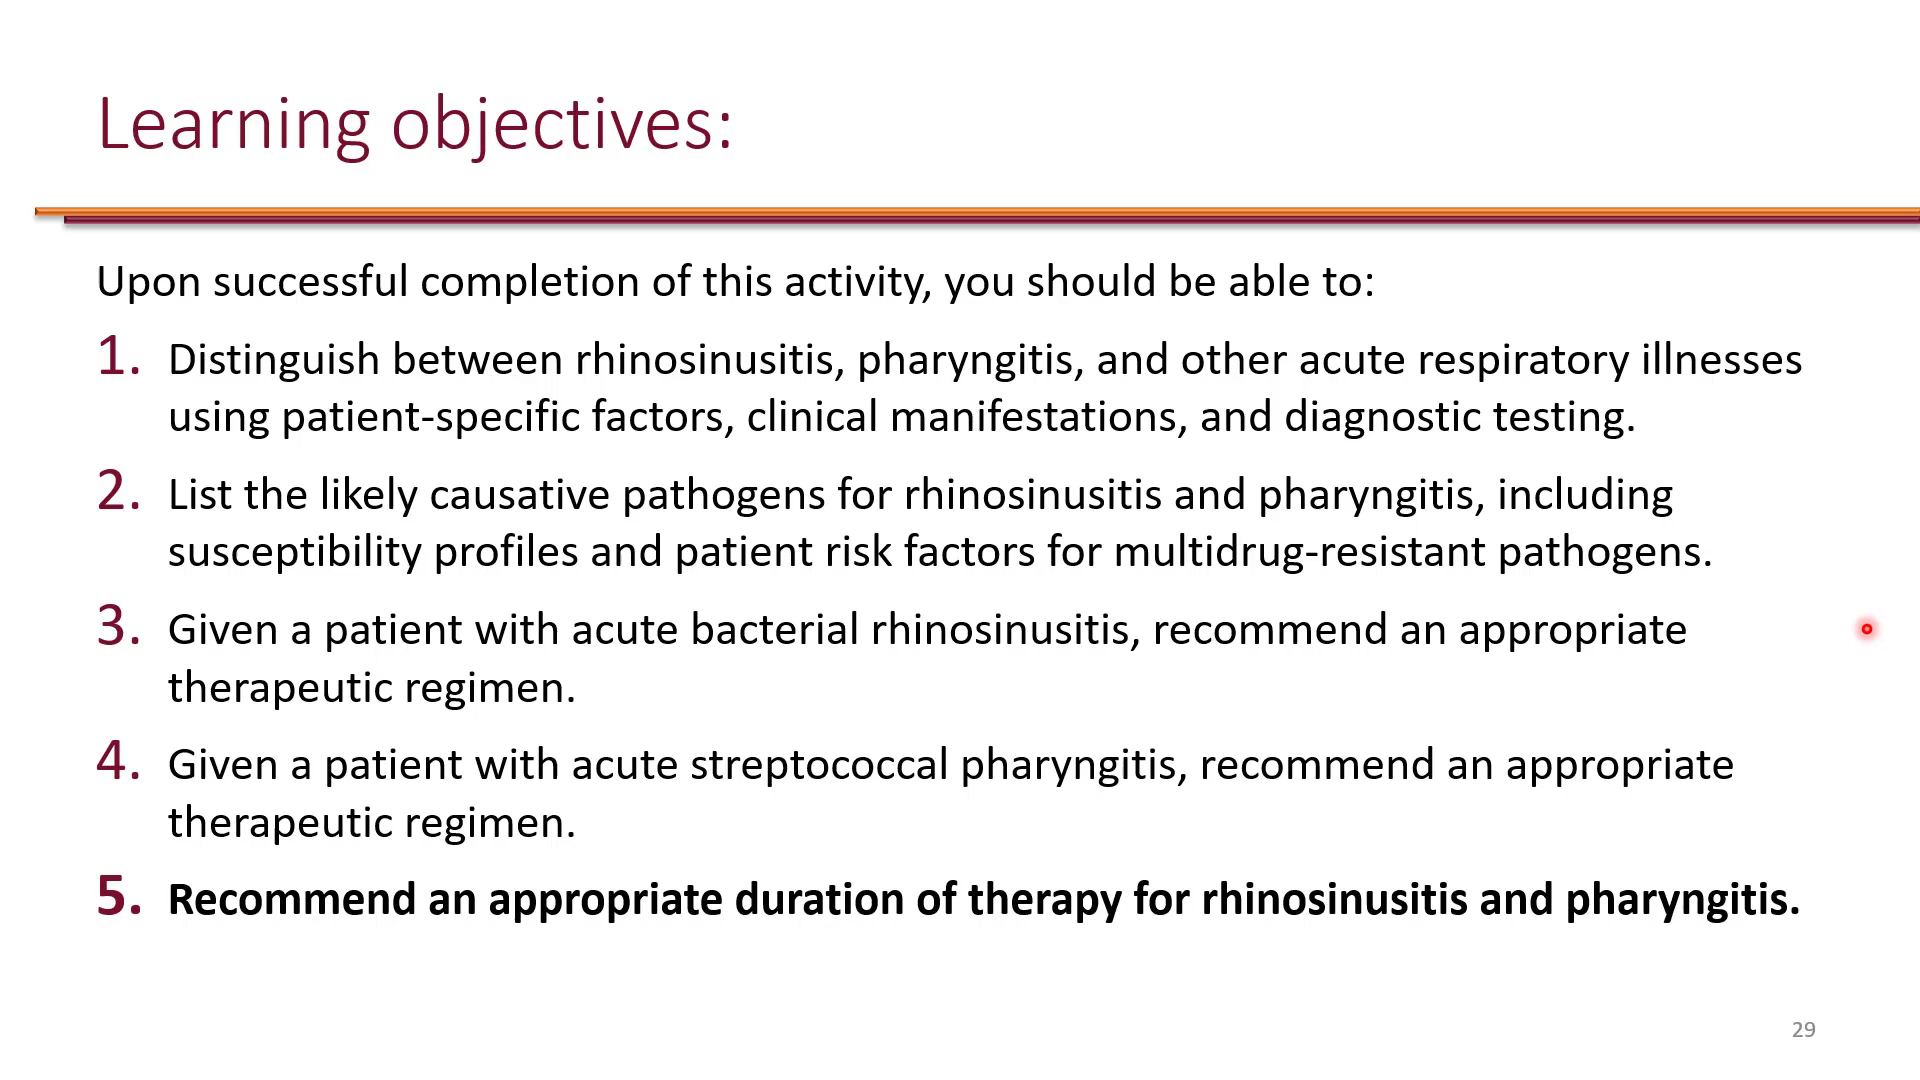 Learning objectives:
Upon successful completion of this activity, you should be able to:
1. Distinguish between rhinosinusitis, pharyngitis, and other acute respiratory illnesses
using patient-specific factors, clinical manifestations, and diagnostic testing.
2. List the likely causative pathogens for rhinosinusitis and pharyngitis, including
susceptibility profiles and patient risk factors for multidrug-resistant pathogens.
3. Given a patient with acute bacterial rhinosinusitis, recommend an appropriate
therapeutic regimen.
4. Given a patient with acute streptococcal pharyngitis, recommend an appropriate
therapeutic regimen.
5. Recommend an appropriate duration of therapy for rhinosinusitis and pharyngitis.
29